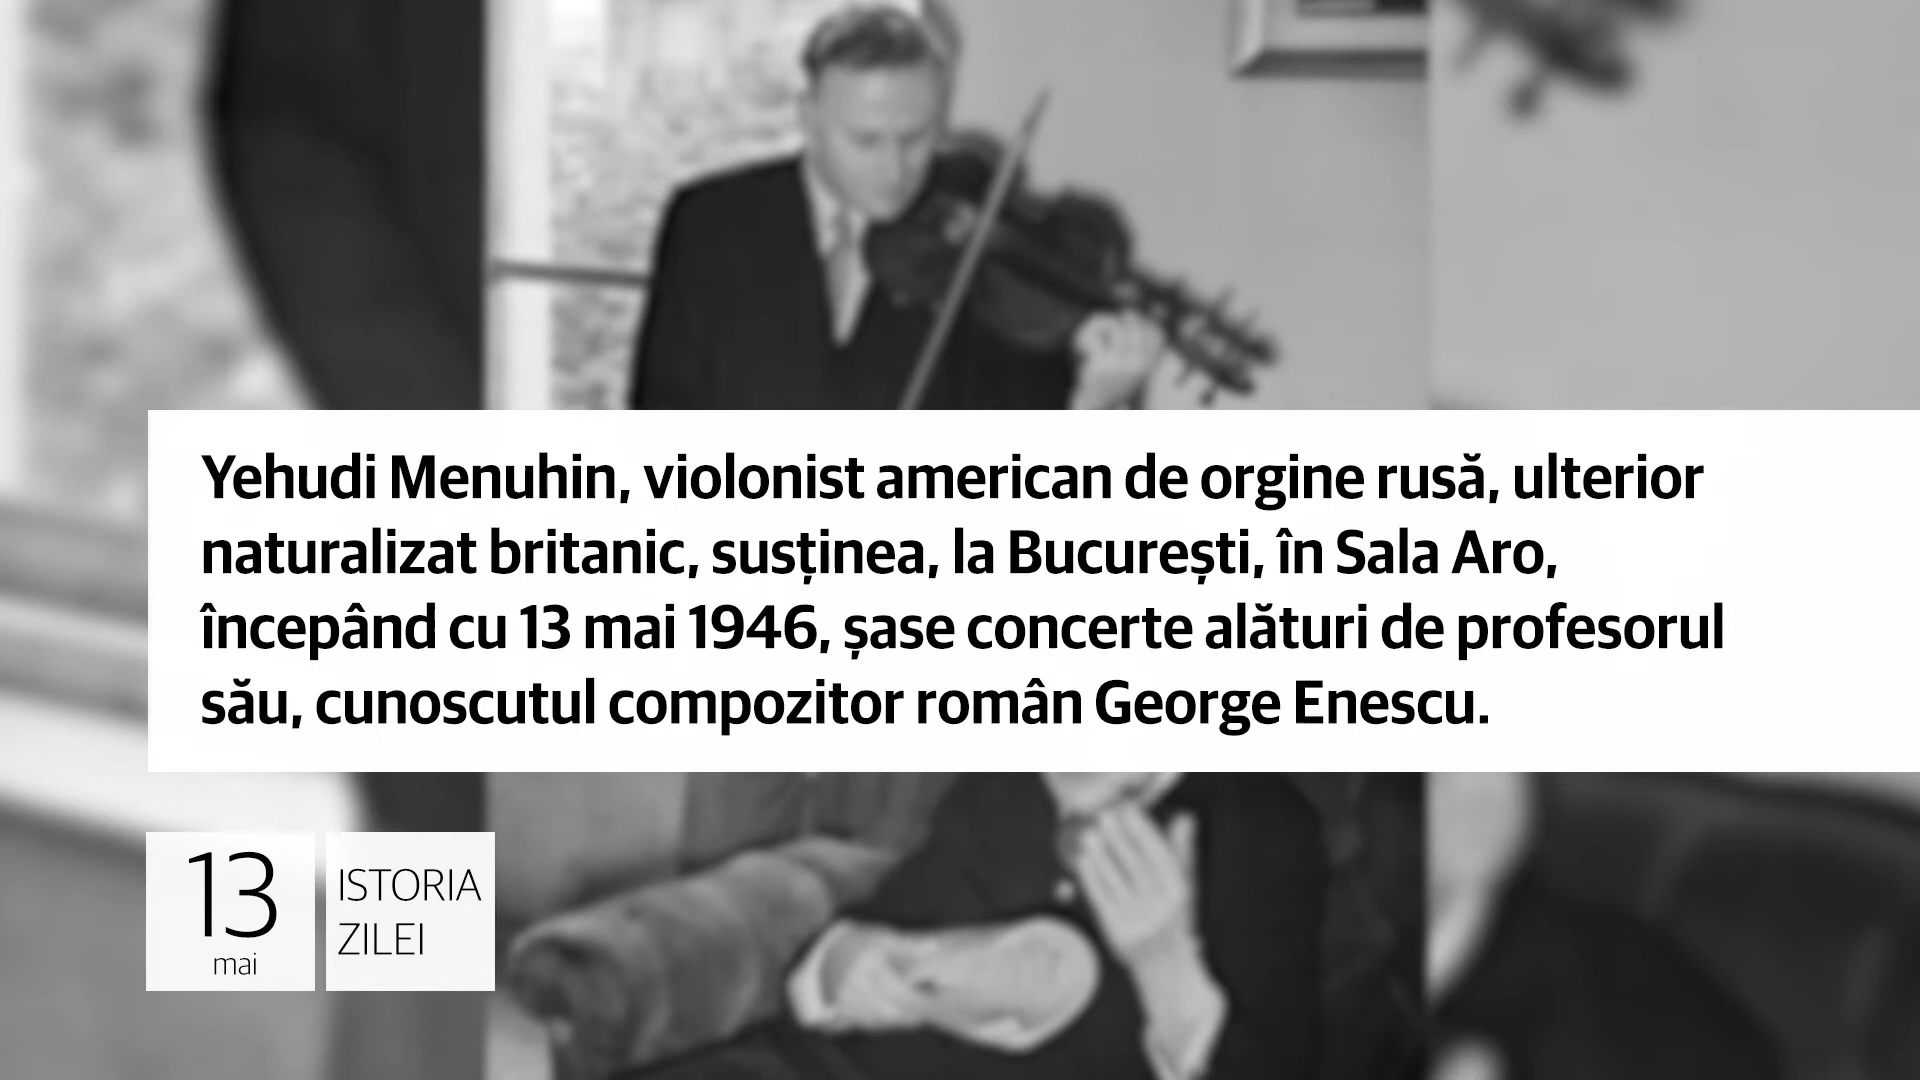 Yehudi Menuhin, violonist american de orgine rusă, ulterior
naturalizat britanic, susținea, la București, în Sala Aro,
începând cu 13 mai 1946, șase concerte alături de profesorul
său, cunoscutul compozitor român George Enescu.
13
mai
ISTORIA
ZILEI